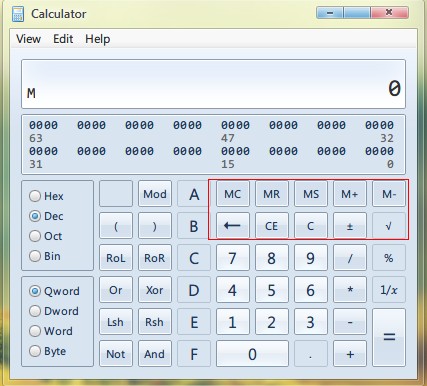 Calculator
View Edit Help
M 0
0000 0000 0000 0000 0000 0000 0000 0000
63 47 32
0000 0000 0000 0000 0000 0000 0000 0000
31 15 0
Hex Mod A MC MR MS M+ M-
Dec ( ) B ← CE C ± √
Oct
Bin RoL RoR C 7 8 9 / %
Qword Or Xor D 4 5 6 * 1/x
Dword
Word Lsh Rsh E 1 2 3 - =
Byte Not And F 0 . +